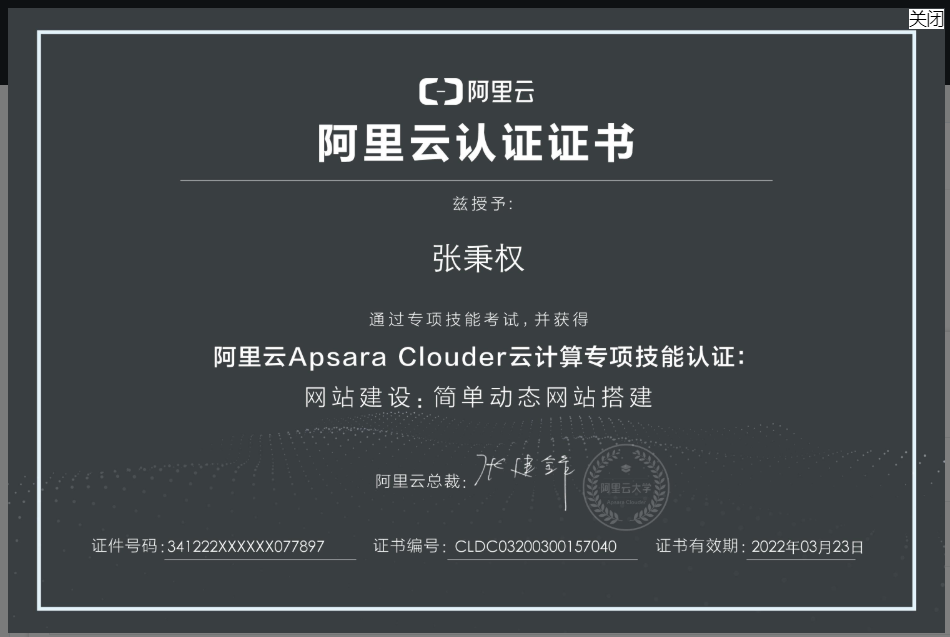 关闭
阿里云
阿里云认证证书
兹授予：
张秉权
通过专项技能考试，并获得
阿里云Apsara Clouder云计算专项技能认证：
网站建设：简单动态网站搭建
阿里云总裁：张建锋
阿里云大学
Apsara Clouder
证件号码：341222XXXXXX077897 证书编号：CLDC03200300157040 证书有效期：2022年03月23日